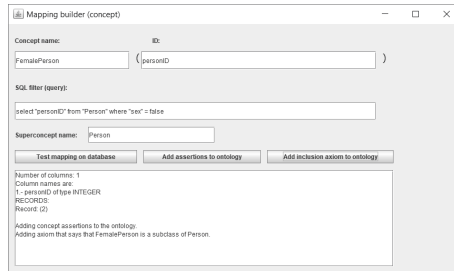 Mapping builder (concept)
Concept name: ID:
FemalePerson ( personID )
SQL filter (query):
select "personID" from "Person" where "sex" = false
Superconcept name: Person
Test mapping on database Add assertions to ontology Add inclusion axiom to ontology
Number of columns: 1
Column names are:
1.- personID of type INTEGER
RECORDS:
Record: (2)
Adding concept assertions to the ontology.
Adding axiom that says that FemalePerson is a subclass of Person.